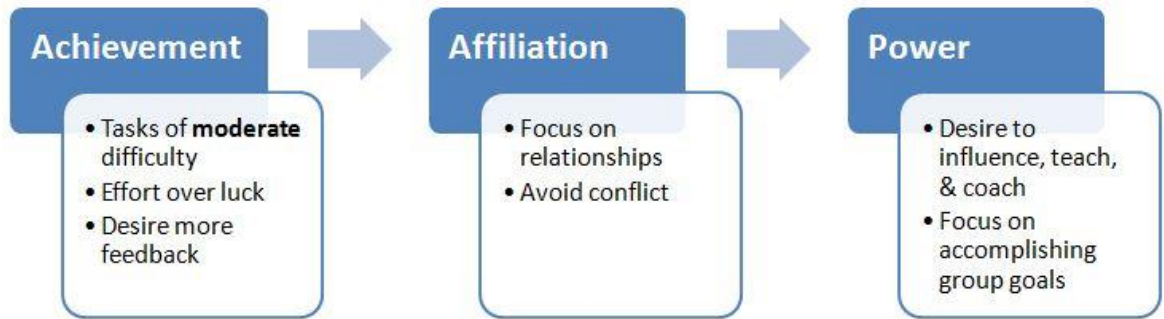 Achievement
• Tasks of moderate
difficulty
• Effort over luck
• Desire more
feedback
Affiliation
• Focus on
relationships
• Avoid conflict
Power
• Desire to
influence, teach,
& coach
• Focus on
accomplishing
group goals